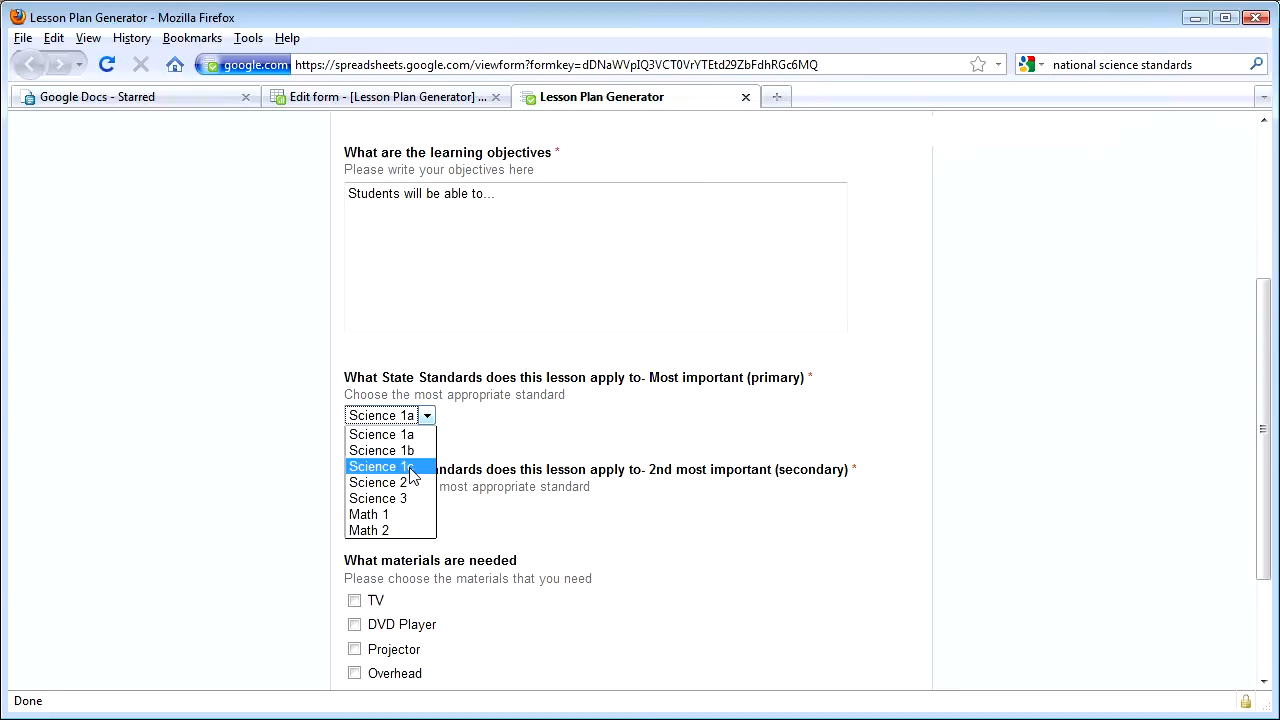 Lesson Plan Generator - Mozilla Firefox
File Edit View History Bookmarks Tools Help
google.com https://spreadsheets.google.com/viewform?formkey=dDNaWVpIQ3VCT0VrYTEtd29ZbFdhRGc6MQ national science standards
Google Docs - Starred Edit form - [Lesson Plan Generator] ... Lesson Plan Generator
What are the learning objectives *
Please write your objectives here
Students will be able to...
What State Standards does this lesson apply to- Most important (primary) *
Choose the most appropriate standard
Science 1a
Science 1a
Science 1b
Science 1c
ndards does this lesson apply to- 2nd most important (secondary) *
Science 2
most appropriate standard
Science 3
Math 1
Math 2
What materials are needed
Please choose the materials that you need
TV
DVD Player
Projector
Overhead
Done